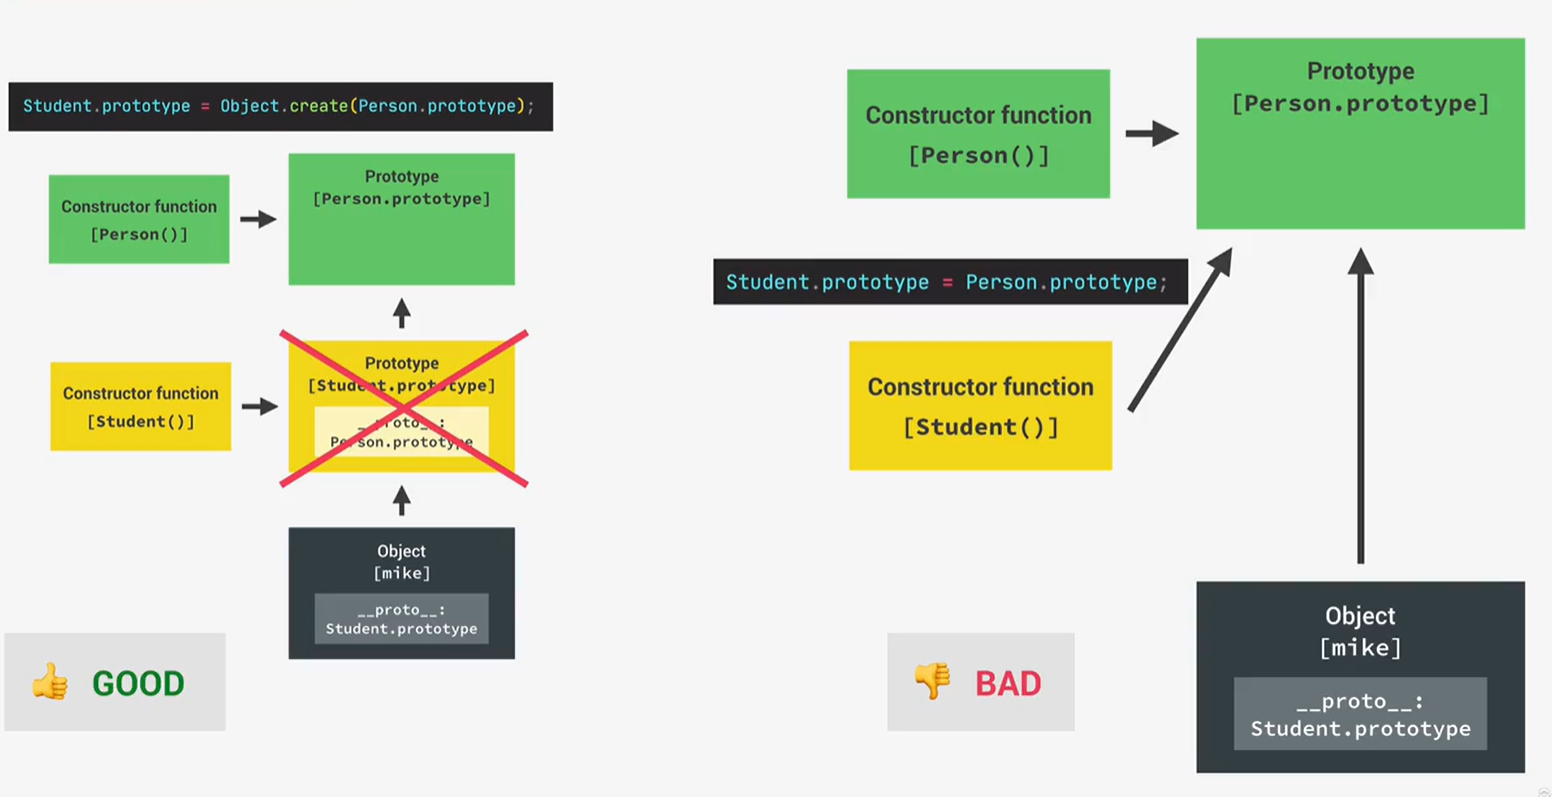 Student.prototype = Object.create(Person.prototype);
Constructor function
[Person()]
Prototype
[Person.prototype]
Constructor function
[Student()]
Prototype
[Student.prototype]
__proto__:
Person.prototype
Object
[mike]
__proto__:
Student.prototype
GOOD
Constructor function
[Person()]
Prototype
[Person.prototype]
Student.prototype = Person.prototype;
Constructor function
[Student()]
Object
[mike]
__proto__:
Student.prototype
BAD